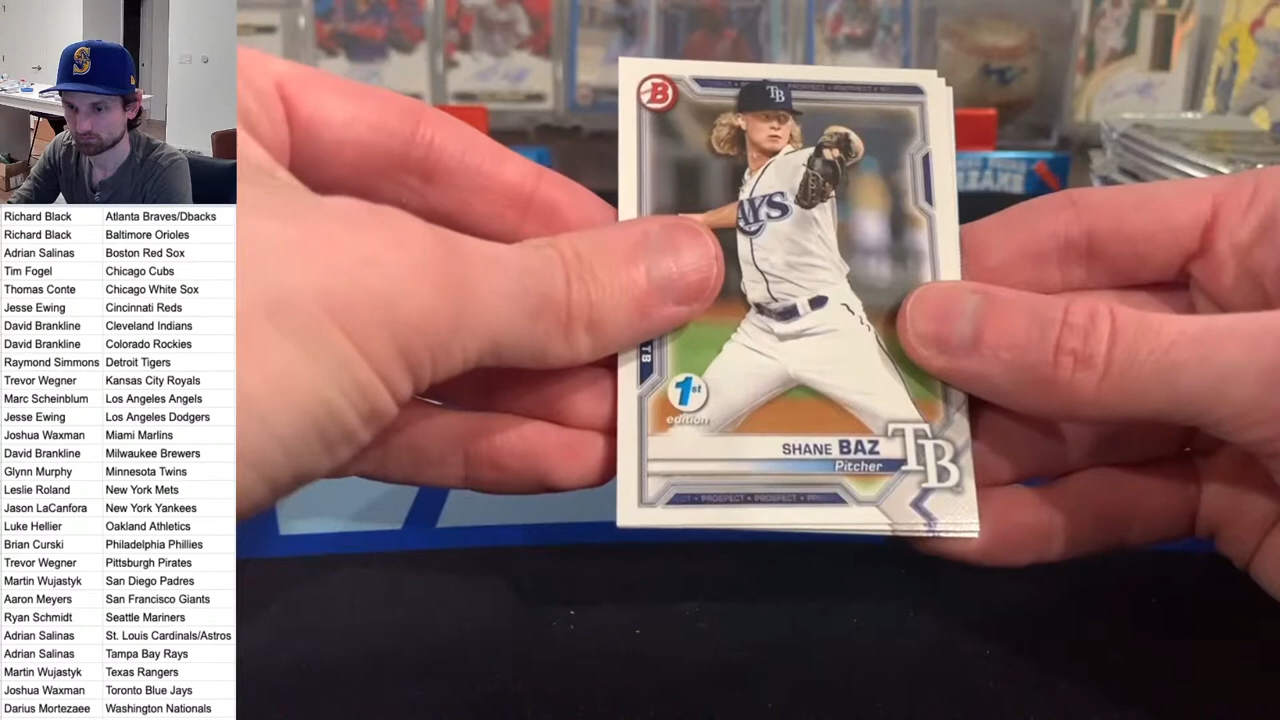 S
Richard Black Atlanta Braves/Dbacks
Richard Black Baltimore Orioles
Adrian Salinas Boston Red Sox
Tim Fogel Chicago Cubs
Thomas Conte Chicago White Sox
Jesse Ewing Cincinnati Reds
David Brankline Cleveland Indians
David Brankline Colorado Rockies
Raymond Simmons Detroit Tigers
Trevor Wegner Kansas City Royals
Marc Scheinblum Los Angeles Angels
Jesse Ewing Los Angeles Dodgers
Joshua Waxman Miami Marlins
David Brankline Milwaukee Brewers
Glynn Murphy Minnesota Twins
Leslie Roland New York Mets
Jason LaCanfora New York Yankees
Luke Hellier Oakland Athletics
Brian Curski Philadelphia Phillies
Trevor Wegner Pittsburgh Pirates
Martin Wujastyk San Diego Padres
Aaron Meyers San Francisco Giants
Ryan Schmidt Seattle Mariners
Adrian Salinas St. Louis Cardinals/Astros
Adrian Salinas Tampa Bay Rays
Martin Wujastyk Texas Rangers
Joshua Waxman Toronto Blue Jays
Darius Mortezaee Washington Nationals
B
PROSPECT
TB
AYS
TB
1st
edition
SHANE BAZ
Pitcher
TB
PROSPECT • PROSPECT